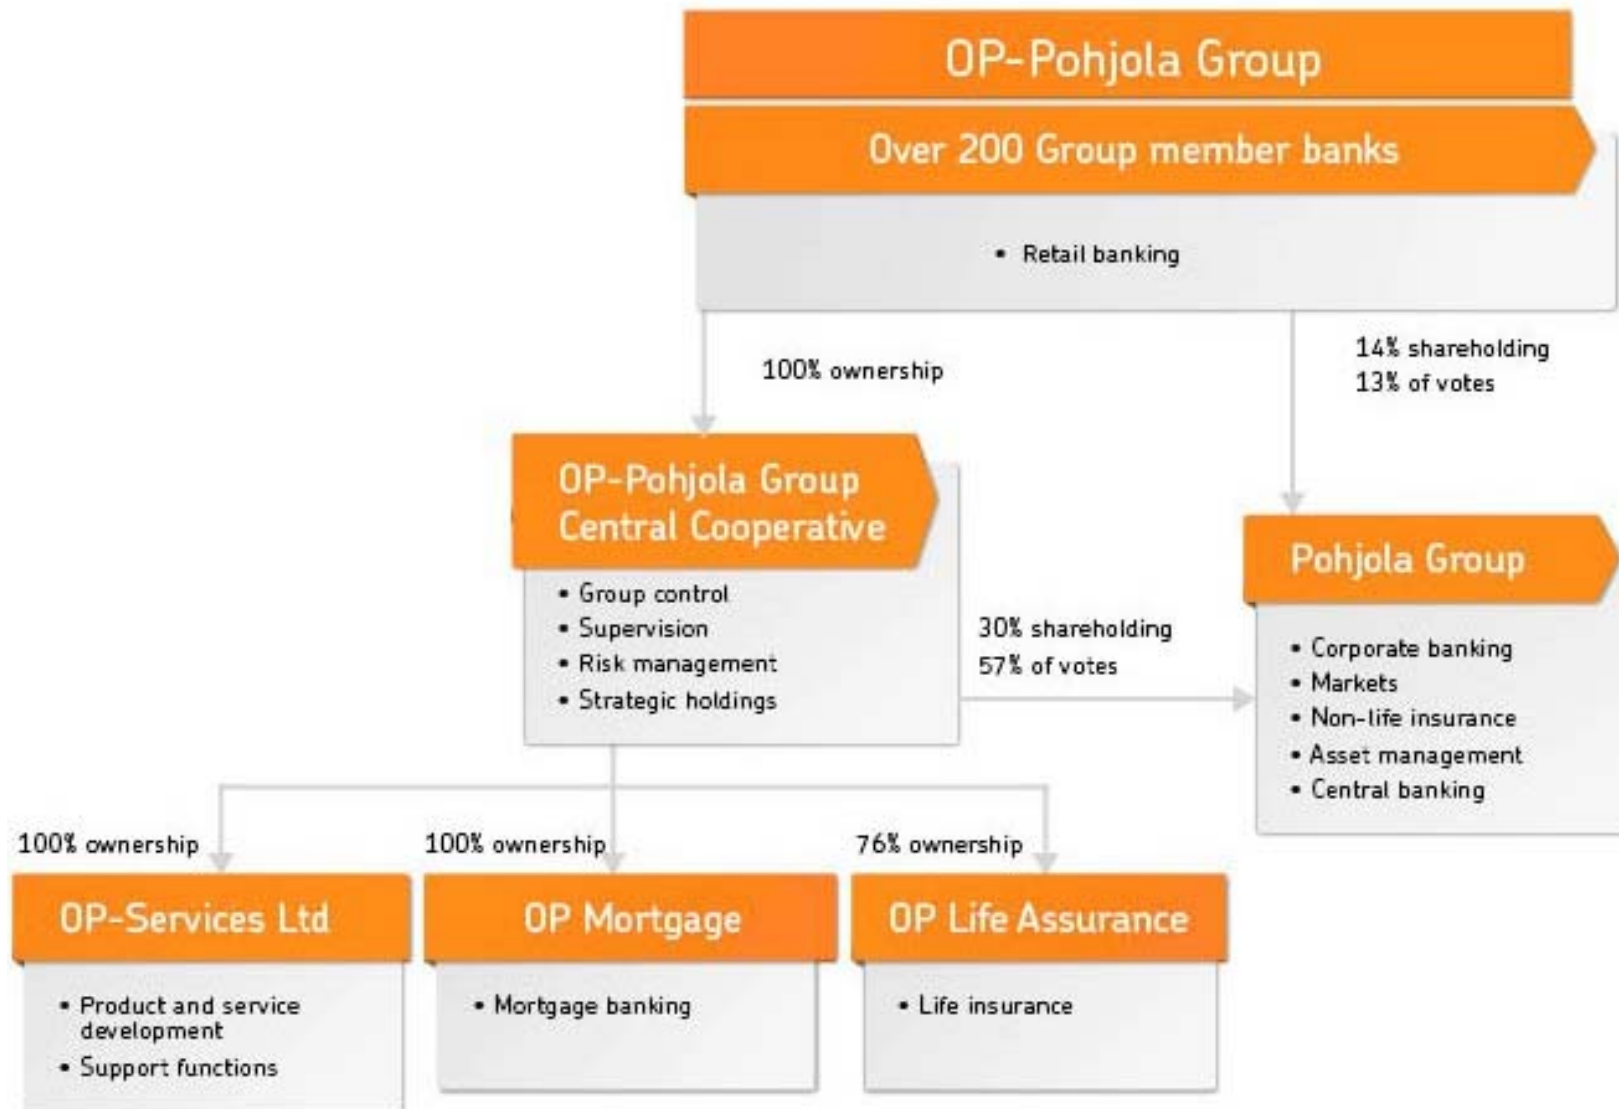 OP-Pohjola Group
Over 200 Group member banks
• Retail banking
100% ownership
14% shareholding
13% of votes
OP-Pohjola Group
Central Cooperative
• Group control
• Supervision
• Risk management
• Strategic holdings
30% shareholding
57% of votes
Pohjola Group
• Corporate banking
• Markets
• Non-life insurance
• Asset management
• Central banking
100% ownership
OP-Services Ltd
• Product and service
development
• Support functions
100% ownership
OP Mortgage
• Mortgage banking
76% ownership
OP Life Assurance
• Life insurance